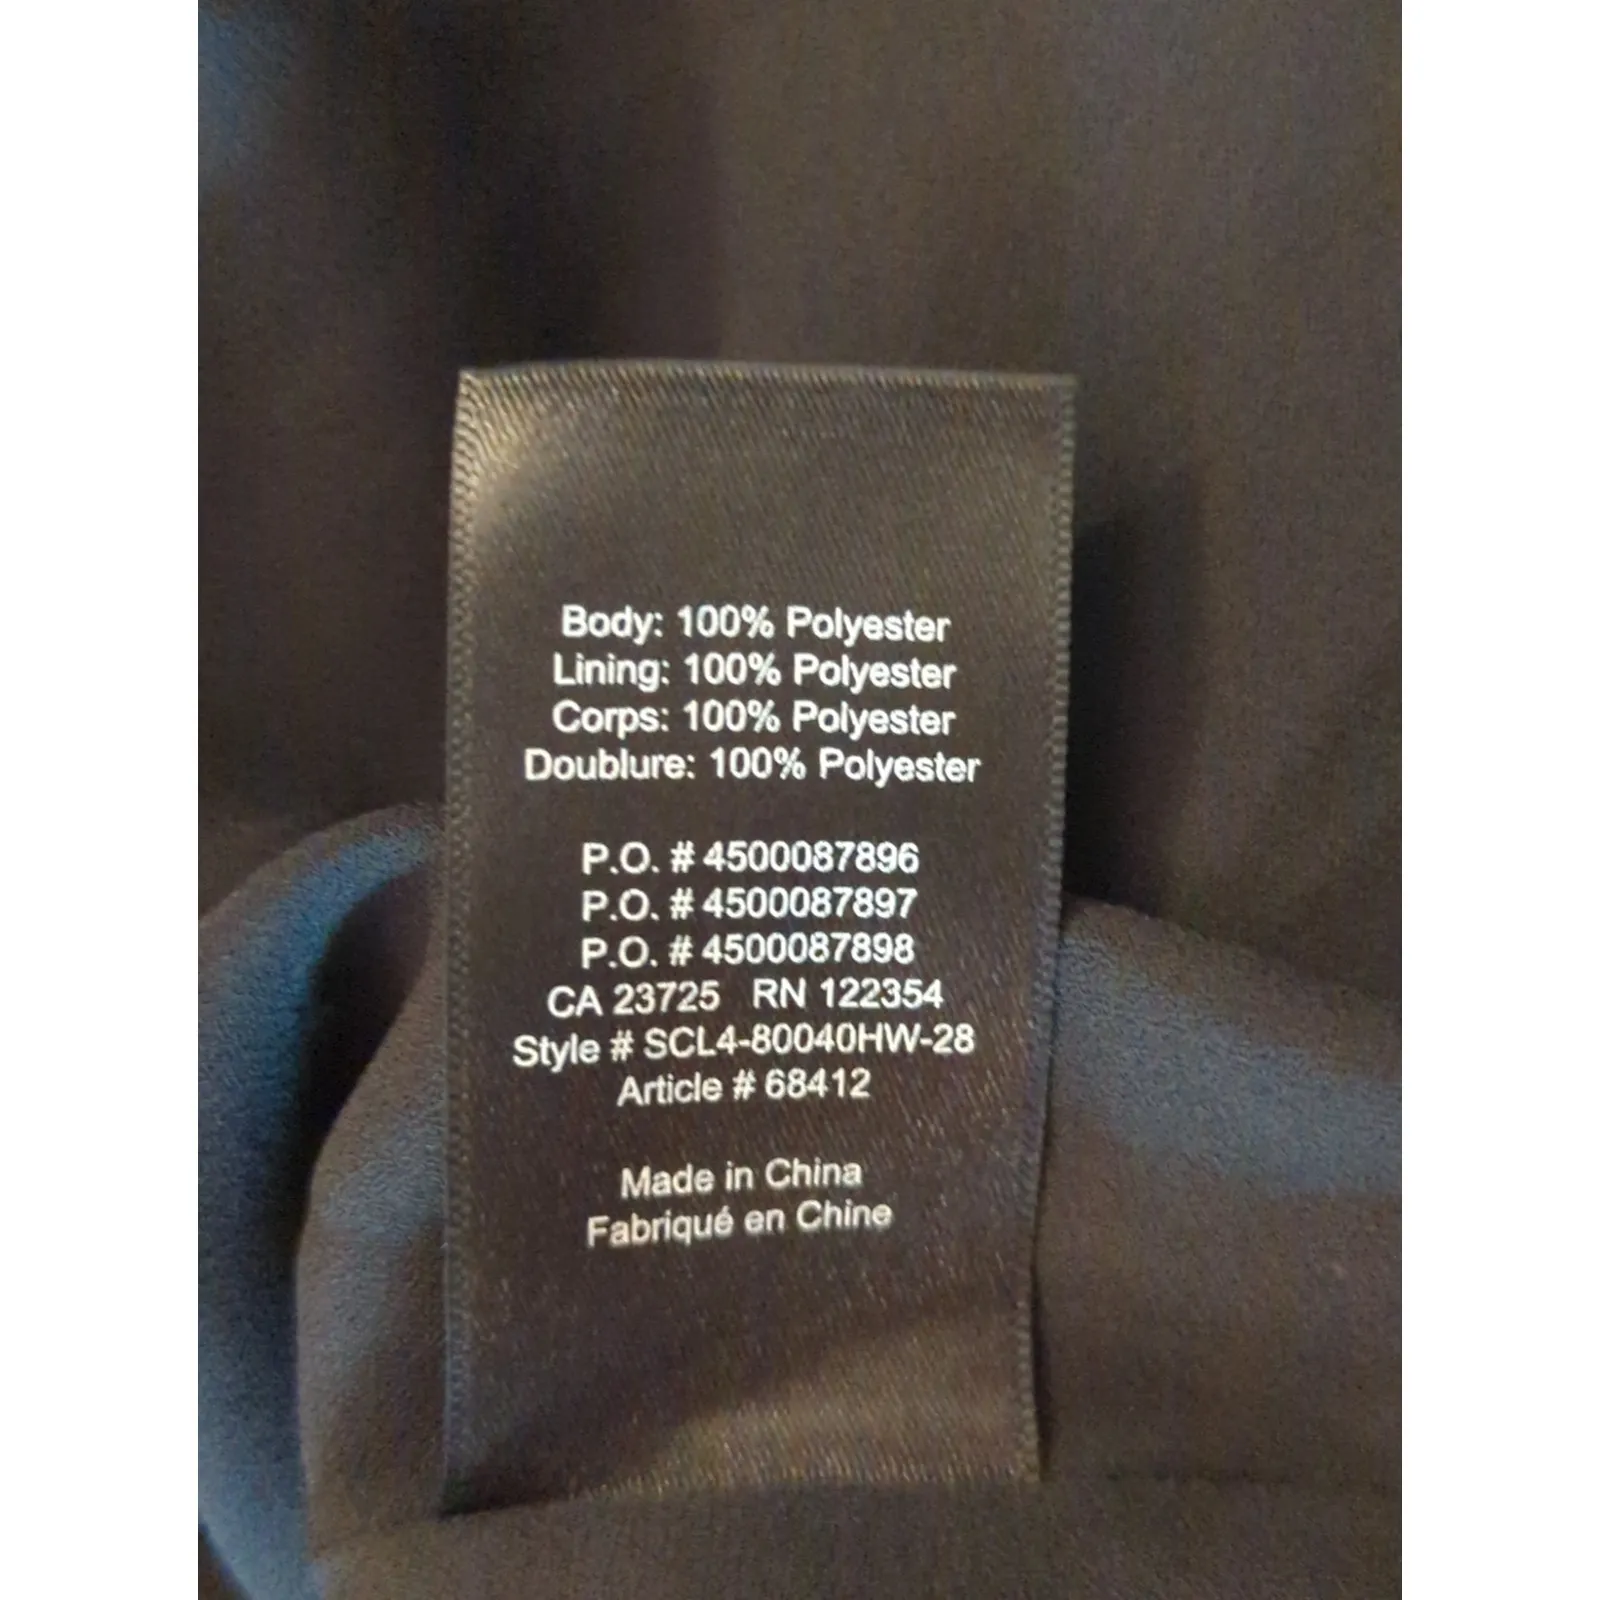 Body: 100% Polyester
Lining: 100% Polyester
Corps: 100% Polyester
Doublure: 100% Polyester
P.O. # 4500087896
P.O. # 4500087897
P.O. # 4500087898
CA 23725 RN 122354
Style # SCL4-80040HW-28
Article # 68412
Made in China
Fabriqué en Chine